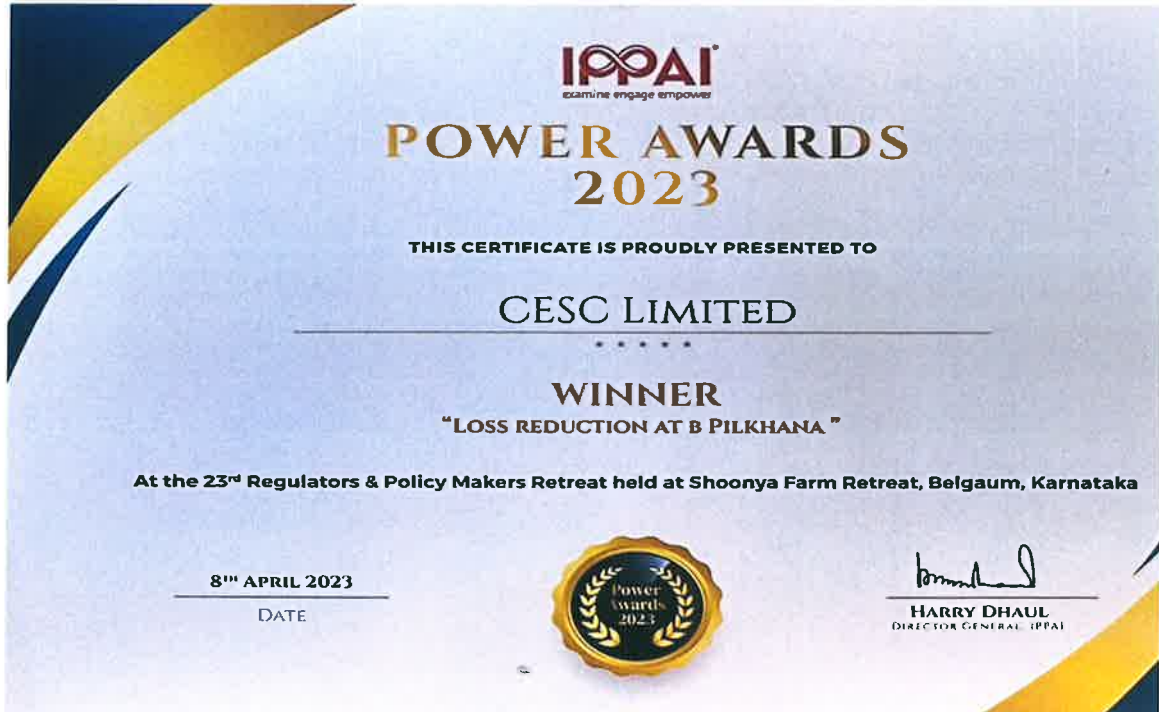 IPPAI
examine engage empower
POWER AWARDS
2023
THIS CERTIFICATE IS PROUDLY PRESENTED TO
CESC LIMITED
WINNER
“LOSS REDUCTION AT B PILKHANA”
At the 23rd Regulators & Policy Makers Retreat held at Shoonya Farm Retreat, Belgaum, Karnataka
8TH APRIL 2023
DATE
Power
Awards
2023
HARRY DHAUL
DIRECTOR GENERAL, IPPAI